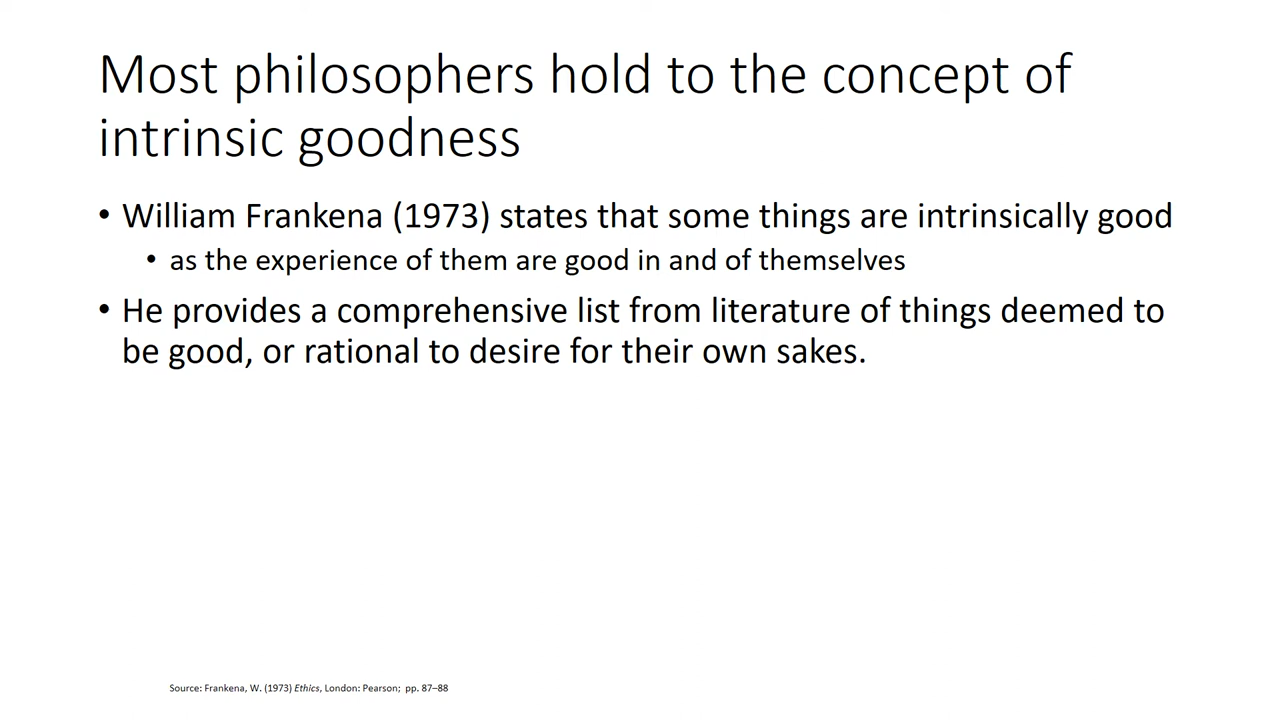 Most philosophers hold to the concept of
intrinsic goodness
• William Frankena (1973) states that some things are intrinsically good
• as the experience of them are good in and of themselves
• He provides a comprehensive list from literature of things deemed to
be good, or rational to desire for their own sakes.
Source: Frankena, W. (1973) Ethics, London: Pearson; pp. 87–88